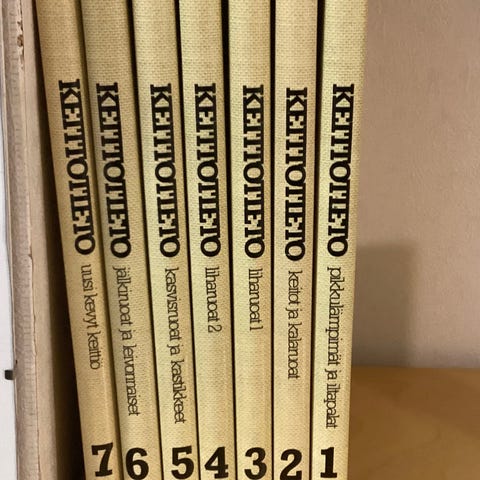 KEITTOTIETO
uusi kevyt keittiö
7
KEITTOTIETO
jälkiruoat ja leivonnaiset
6
KEITTOTIETO
kasvisruoat ja kastikkeet
5
KEITTOTIETO
liharuoat 2
4
KEITTOTIETO
liharuoat 1
3
KEITTOTIETO
keitot ja kalaruoat
2
KEITTOTIETO
pikkulämpimät ja iltapalat
1